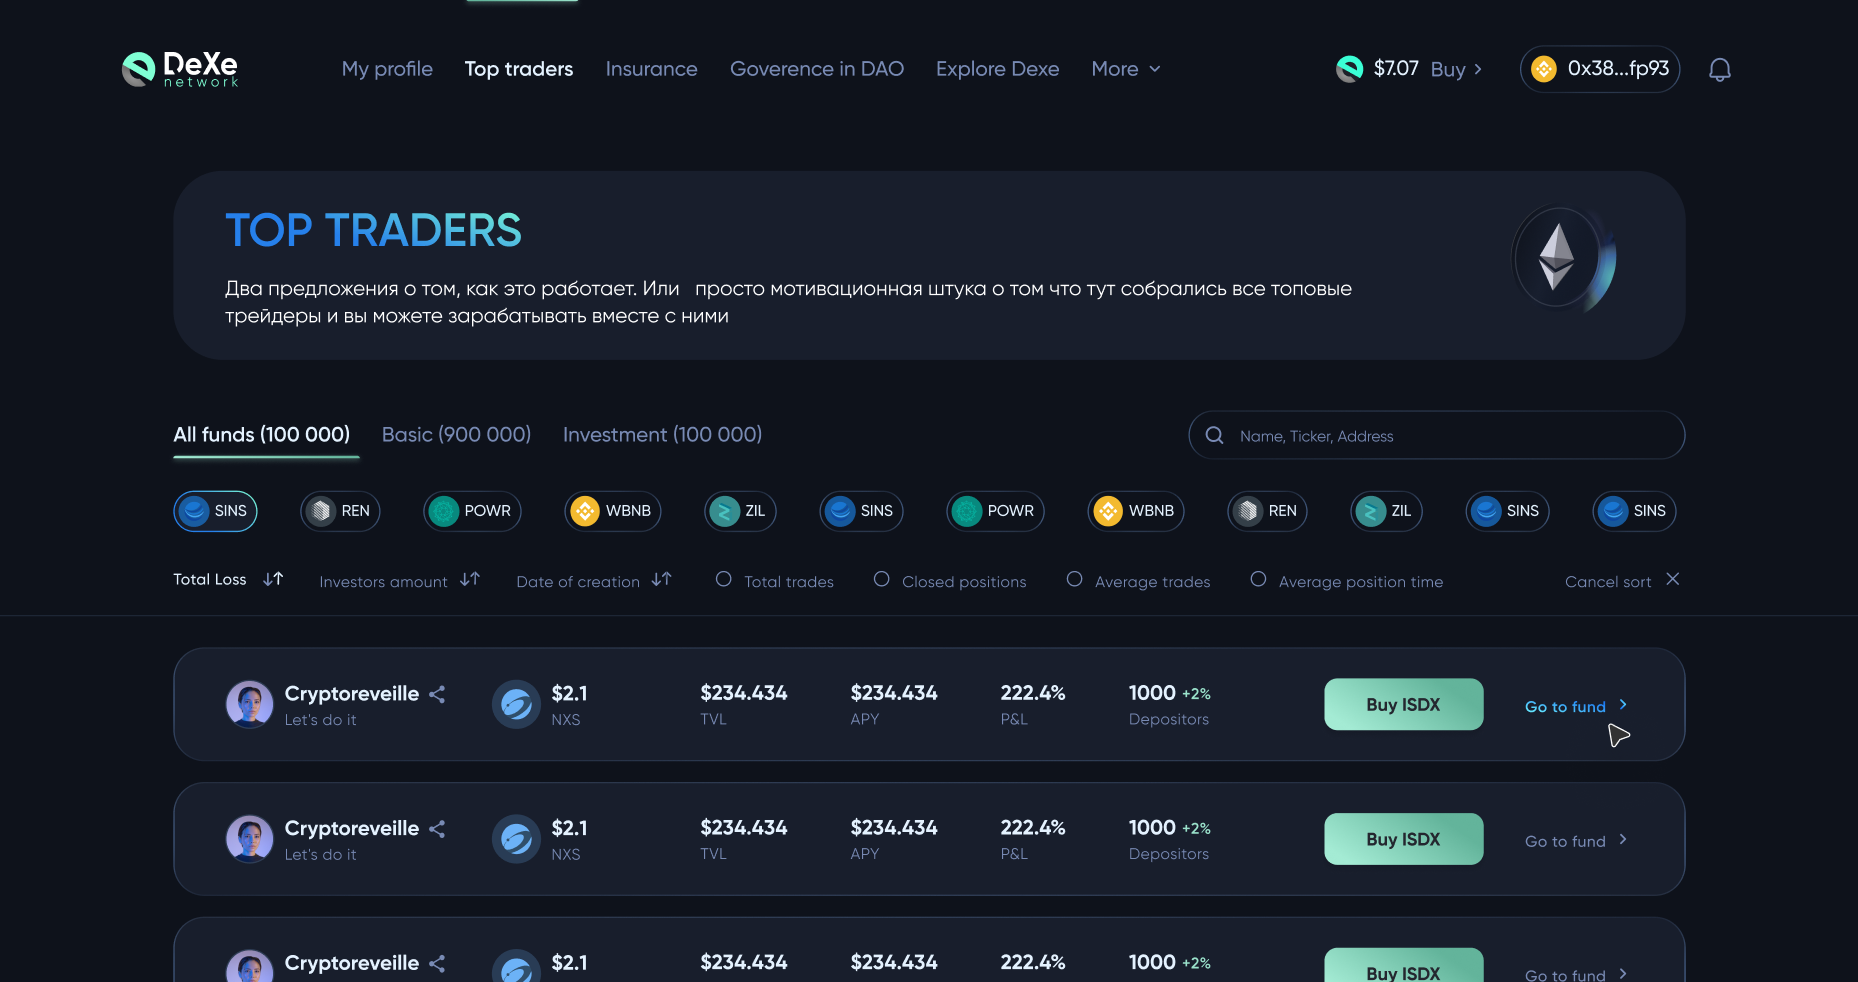 DeXe
network
My profile Top traders Insurance Goverence in DAO Explore Dexe More
$7.07 Buy 0x38...fp93
TOP TRADERS
Два предложения о том, как это работает. Или просто мотивационная штука о том что тут собрались все топовые
трейдеры и вы можете зарабатывать вместе с ними
All funds (100 000) Basic (900 000) Investment (100 000)
Name, Ticker, Address
SINS REN POWR WBNB ZIL SINS POWR WBNB REN ZIL SINS SINS
Total Loss Investors amount Date of creation Total trades Closed positions Average trades Average position time Cancel sort
Cryptoreveille $2.1 $234.434 $234.434 222.4% 1000 +2% Buy ISDX Go to fund
Let's do it NXS TVL APY P&L Depositors
Cryptoreveille $2.1 $234.434 $234.434 222.4% 1000 +2% Buy ISDX Go to fund
Let's do it NXS TVL APY P&L Depositors
Cryptoreveille $2.1 $234.434 $234.434 222.4% 1000 +2% Buy ISDX Go to fund